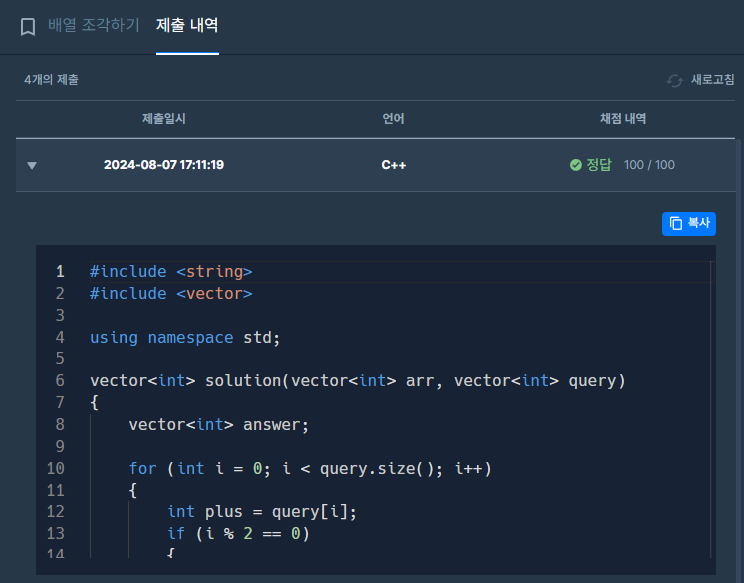 배열 조각하기 제출 내역
4개의 제출 새로고침
제출일시 언어 채점 내역
2024-08-07 17:11:19 C++ 정답 100 / 100
복사
1 #include <string>
2 #include <vector>
3
4 using namespace std;
5
6 vector<int> solution(vector<int> arr, vector<int> query)
7 {
8 vector<int> answer;
9
10 for (int i = 0; i < query.size(); i++)
11 {
12 int plus = query[i];
13 if (i % 2 == 0)
14 {